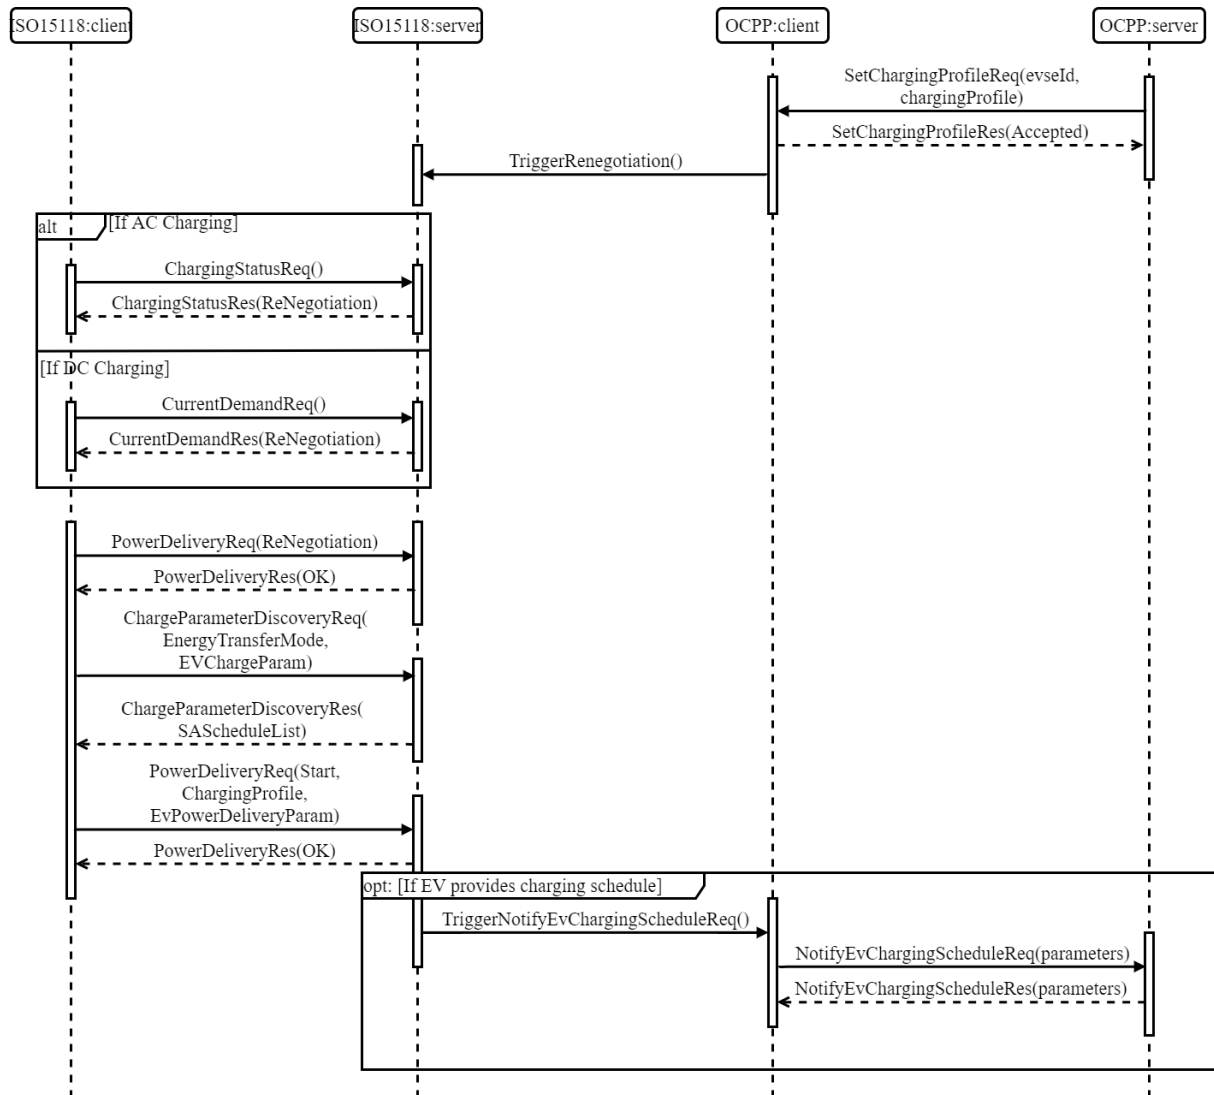 ISO15118:client
ISO15118:server
OCPP:client
OCPP:server
SetChargingProfileReq(evseId,
chargingProfile)
SetChargingProfileRes(Accepted)
TriggerRenegotiation()
alt
[If AC Charging]
ChargingStatusReq()
ChargingStatusRes(ReNegotiation)
[If DC Charging]
CurrentDemandReq()
CurrentDemandRes(ReNegotiation)
PowerDeliveryReq(ReNegotiation)
PowerDeliveryRes(OK)
ChargeParameterDiscoveryReq(
EnergyTransferMode,
EVChargeParam)
ChargeParameterDiscoveryRes(
SAScheduleList)
PowerDeliveryReq(Start,
ChargingProfile,
EvPowerDeliveryParam)
PowerDeliveryRes(OK)
opt: [If EV provides charging schedule]
TriggerNotifyEvChargingScheduleReq()
NotifyEvChargingScheduleReq(parameters)
NotifyEvChargingScheduleRes(parameters)